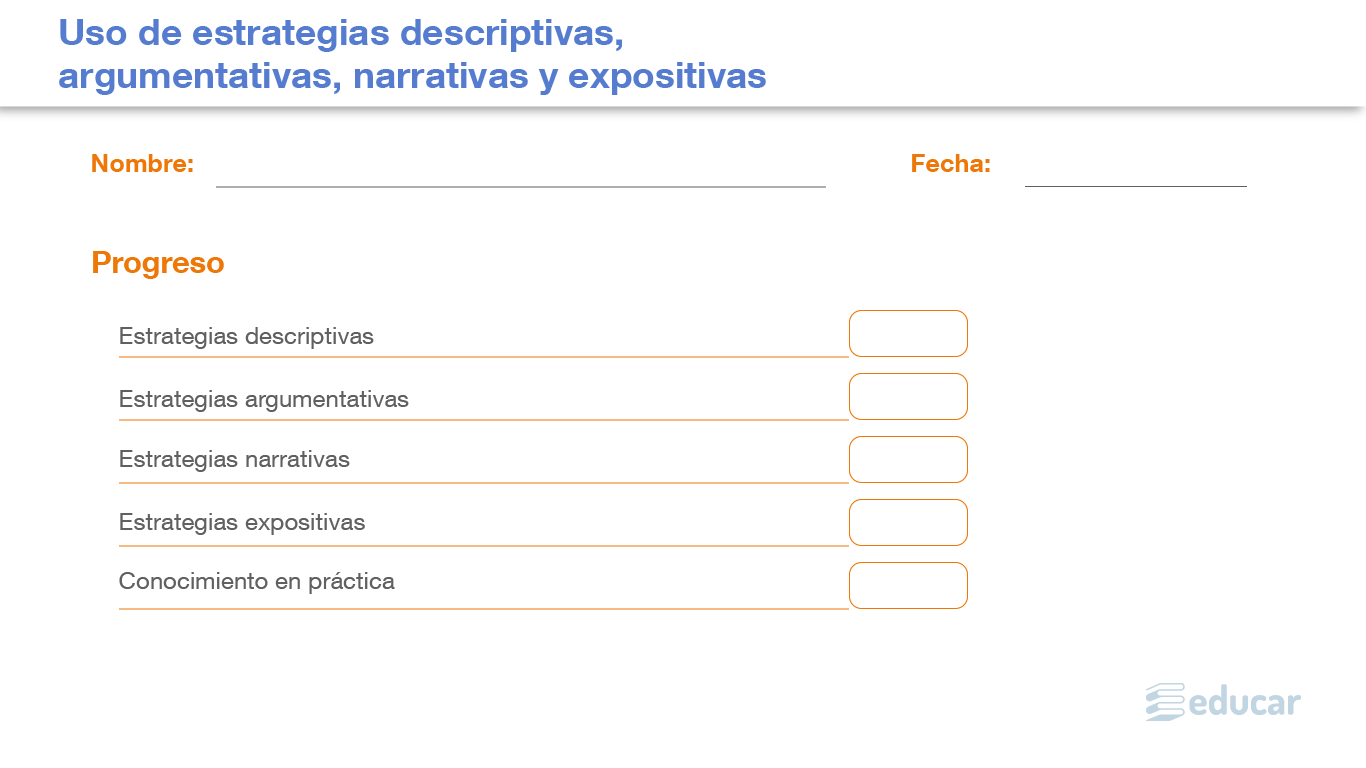 Uso de estrategias descriptivas,
argumentativas, narrativas y expositivas
Nombre:
Fecha:
Progreso
Estrategias descriptivas
Estrategias argumentativas
Estrategias narrativas
Estrategias expositivas
Conocimiento en práctica
educar